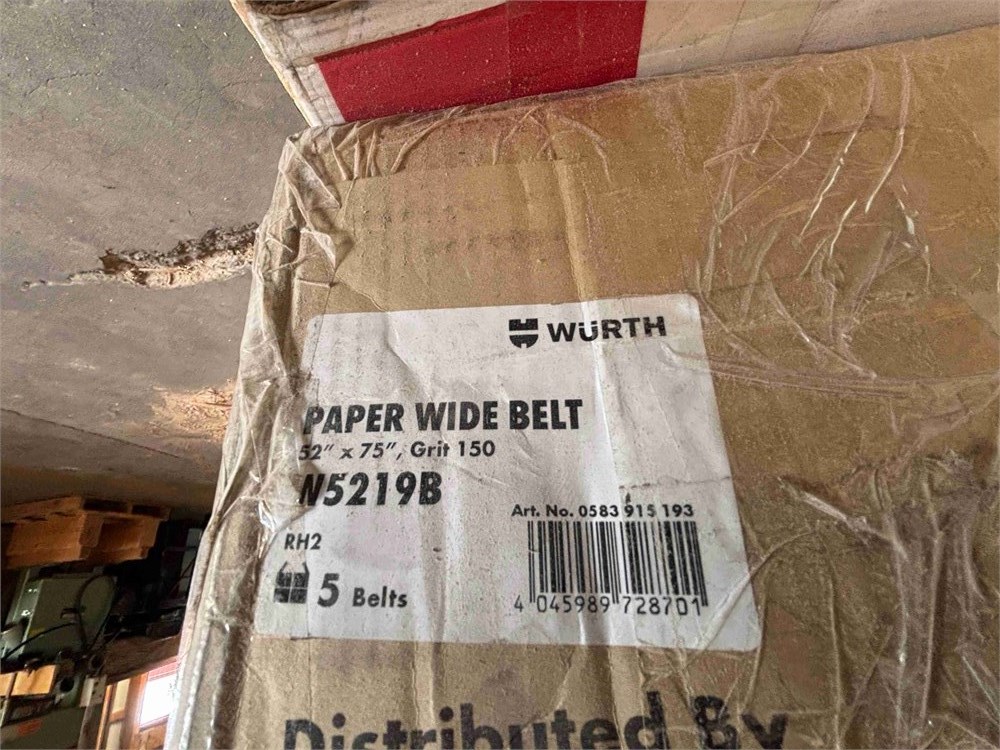 WÜRTH
PAPER WIDE BELT
52" x 75", Grit 150
N5219B
Art. No. 0583 915 193
RH2
5 Belts
4 045989 728701
Distributed By